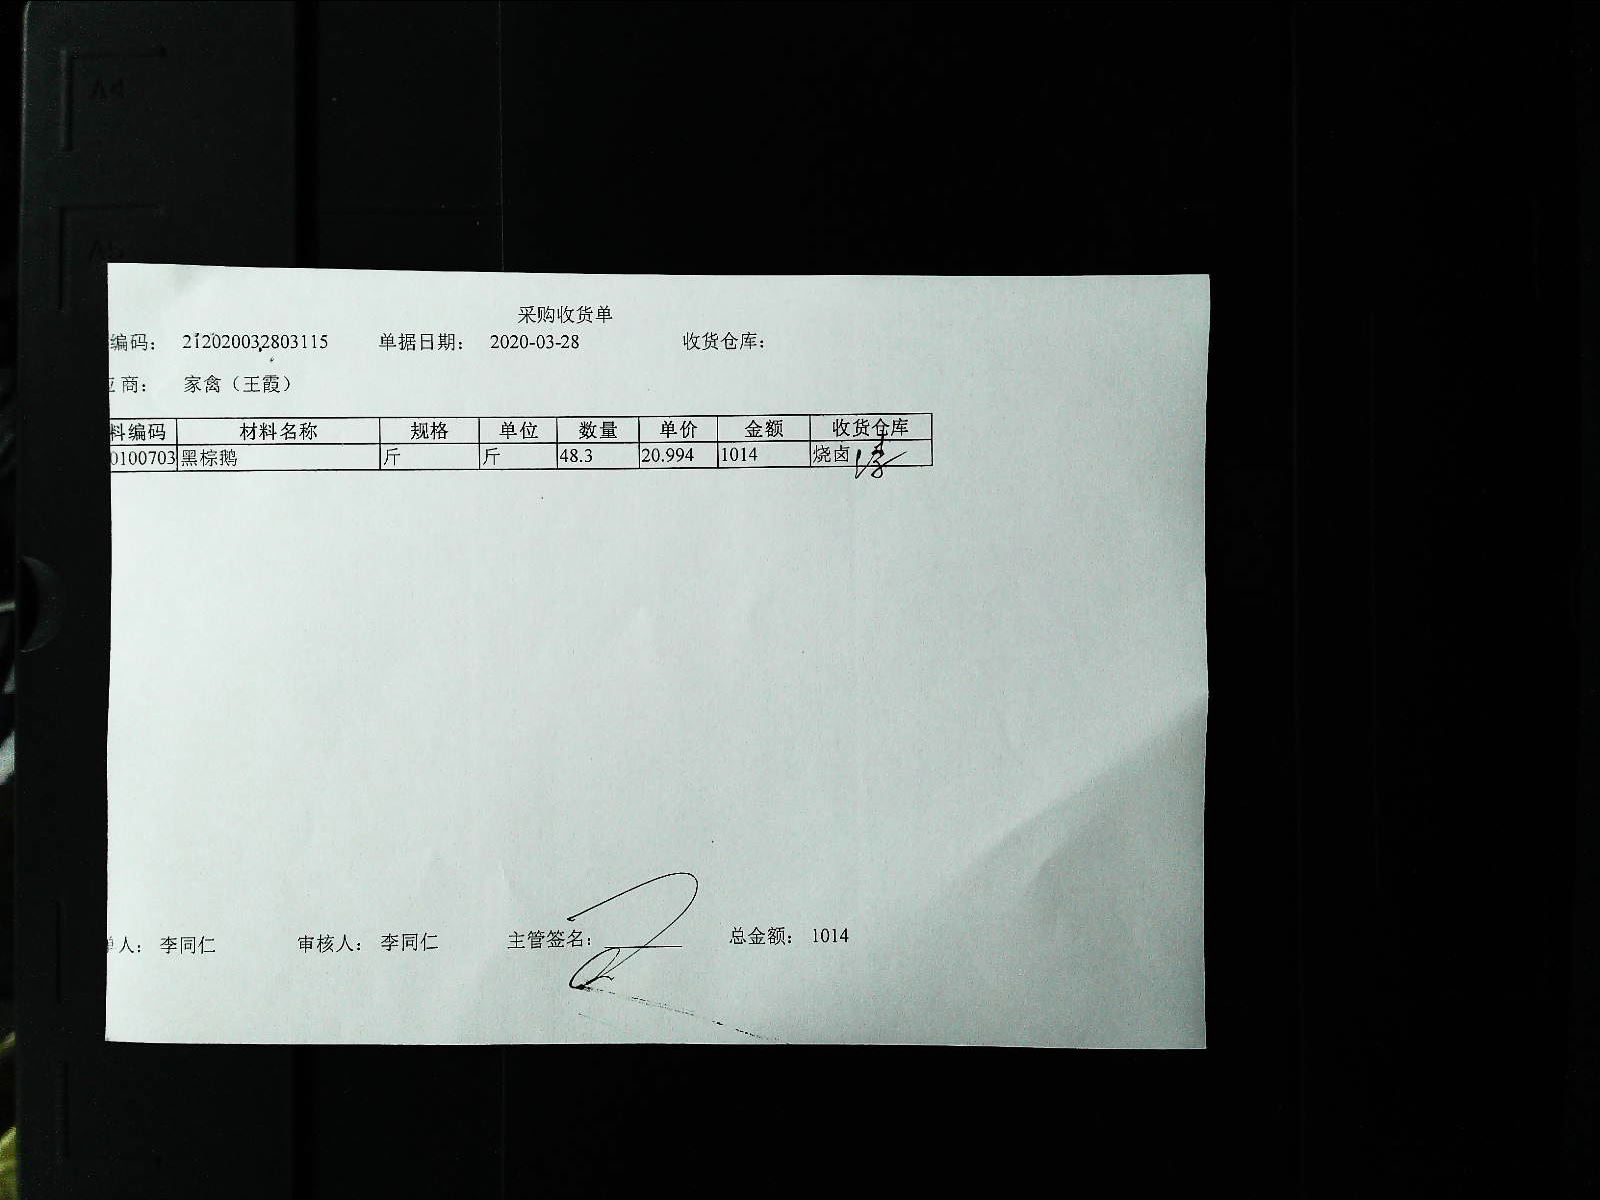 采购收货单
编码： 212020032803115 单据日期： 2020-03-28 收货仓库：
商： 家禽（王霞）
料编码 材料名称 规格 单位 数量 单价 金额 收货仓库
0100703 黑棕鹅 斤 斤 48.3 20.994 1014 烧卤
人： 李同仁 审核人： 李同仁 主管签名： 总金额： 1014